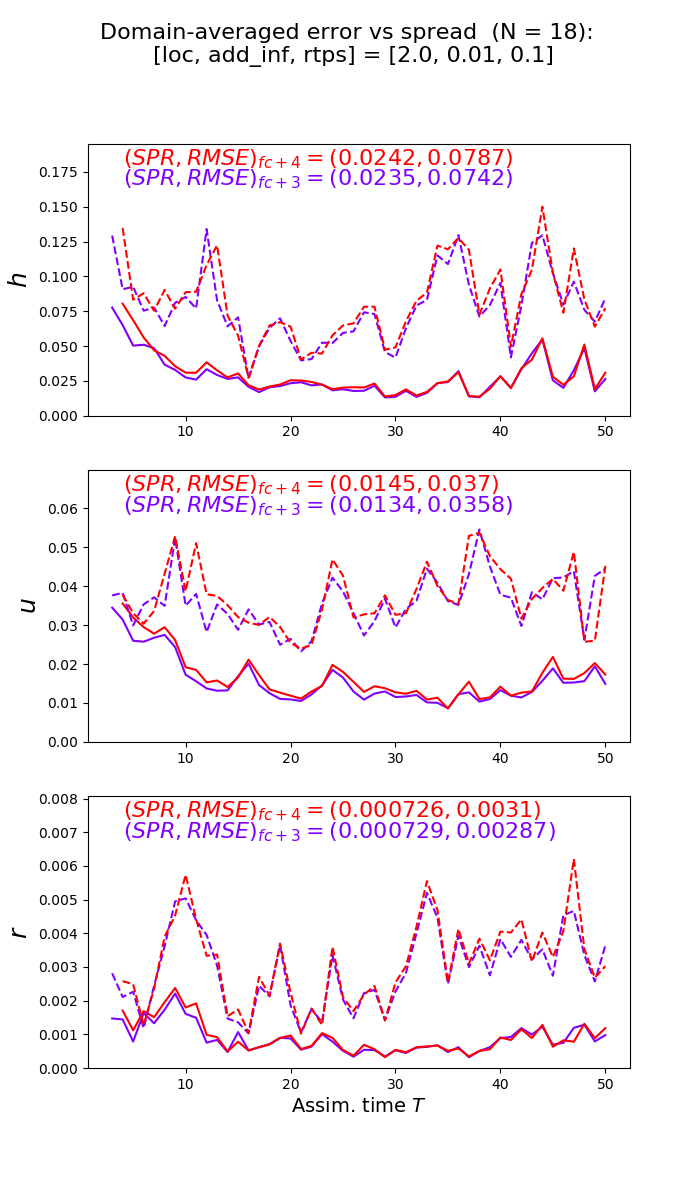 Domain-averaged error vs spread (N = 18):
[loc, add_inf, rtps] = [2.0, 0.01, 0.1]
(SPR, RMSE)fc+4 = (0.0242, 0.0787)
(SPR, RMSE)fc+3 = (0.0235, 0.0742)
0.175
0.150
0.125
0.100
0.075
0.050
0.025
0.000
h
10 20 30 40 50
(SPR, RMSE)fc+4 = (0.0145, 0.037)
(SPR, RMSE)fc+3 = (0.0134, 0.0358)
0.06
0.05
0.04
0.03
0.02
0.01
0.00
u
10 20 30 40 50
(SPR, RMSE)fc+4 = (0.000726, 0.0031)
(SPR, RMSE)fc+3 = (0.000729, 0.00287)
0.008
0.007
0.006
0.005
0.004
0.003
0.002
0.001
0.000
r
10 20 30 40 50
Assim. time T